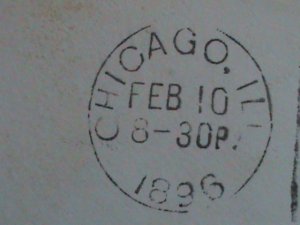 CHICAGO, ILL
FEB 10
8-30P.
1896